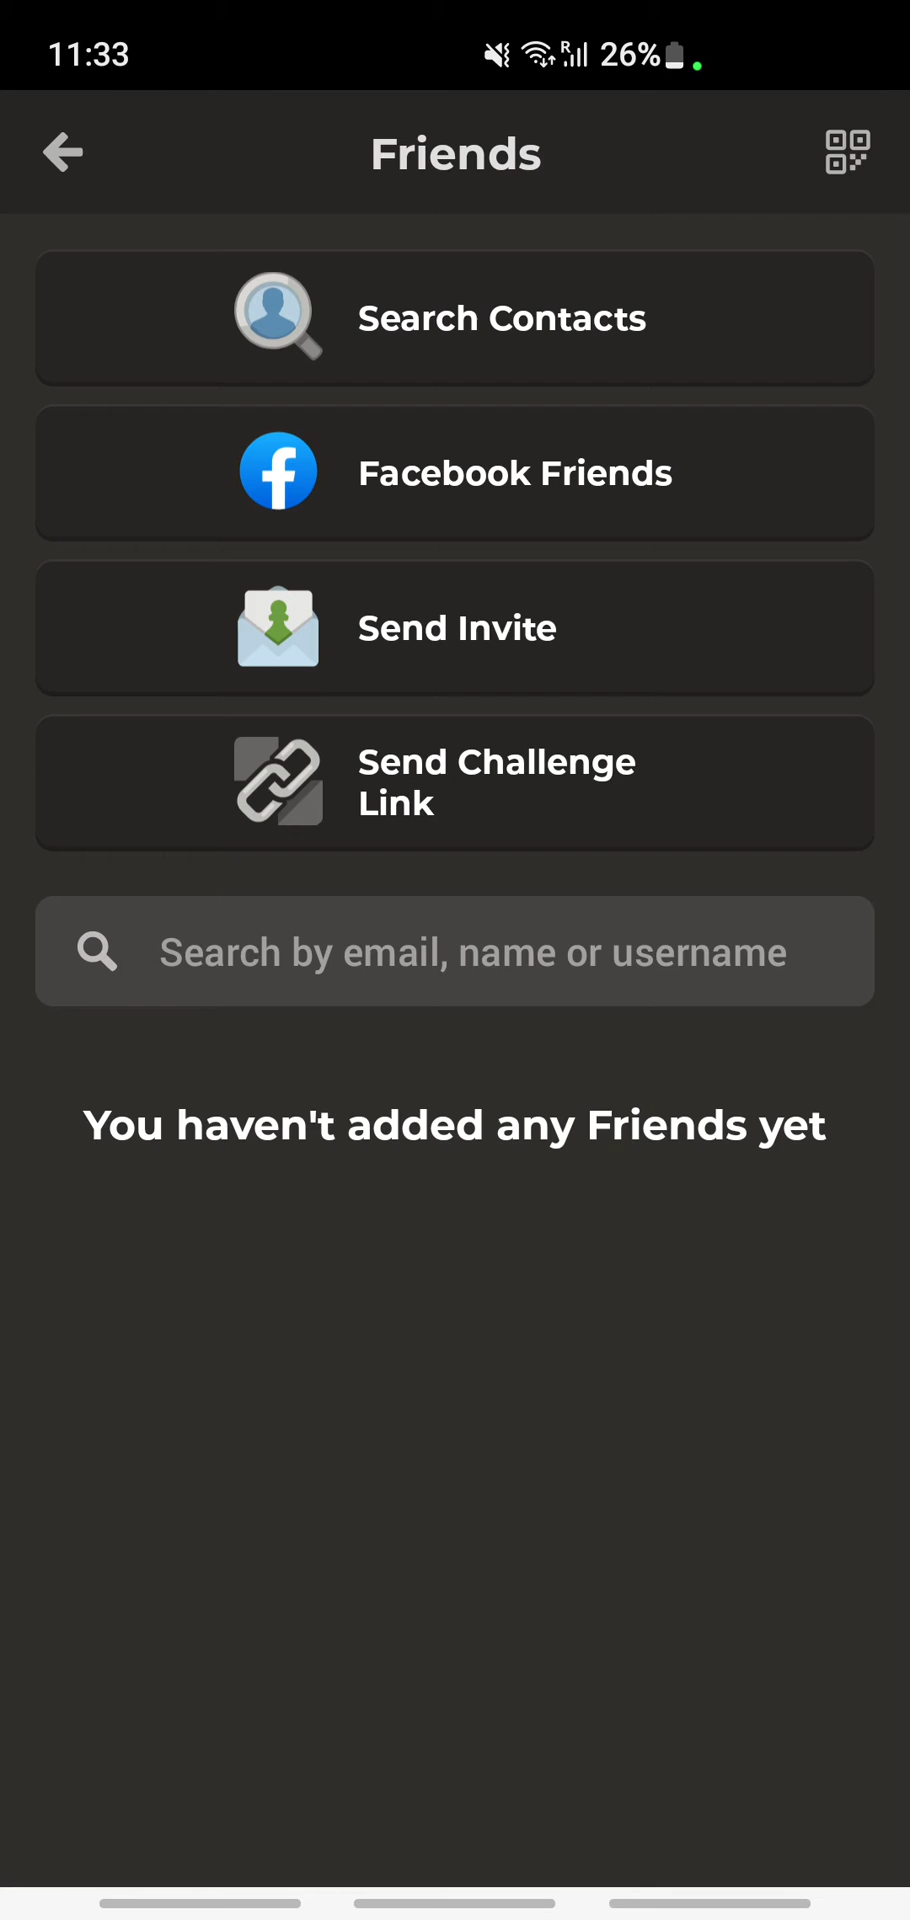 11:33
R 26%
Friends
Search Contacts
Facebook Friends
Send Invite
Send Challenge
Link
Search by email, name or username
You haven't added any Friends yet